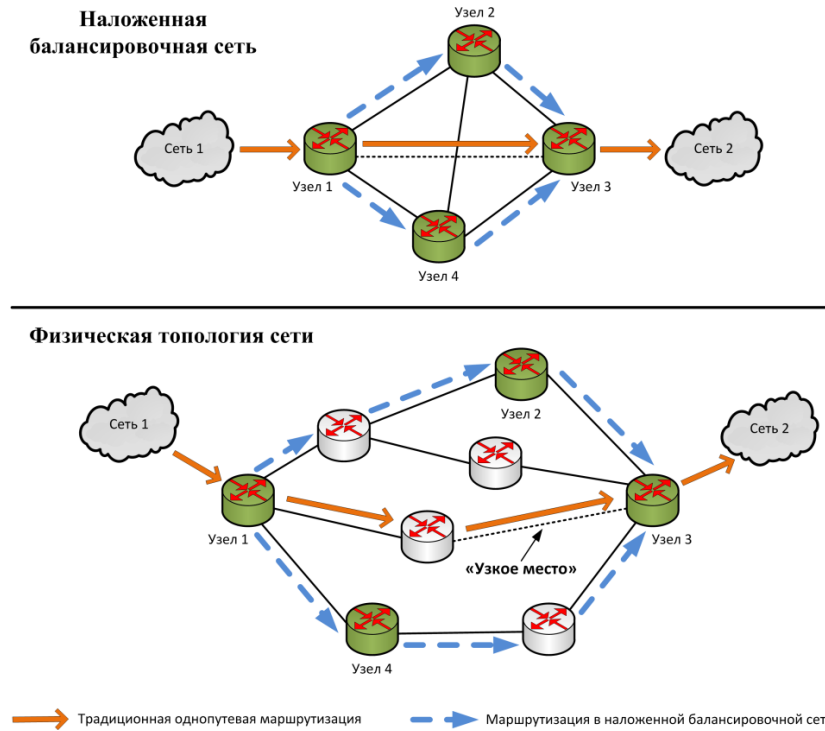 Наложенная
балансировочная сеть
Узел 2
Сеть 1
Сеть 2
Узел 1
Узел 3
Узел 4
Физическая топология сети
Сеть 1
Узел 2
Сеть 2
Узел 1
Узел 3
«Узкое место»
Узел 4
Традиционная однопутевая маршрутизация
Маршрутизация в наложенной балансировочной сет